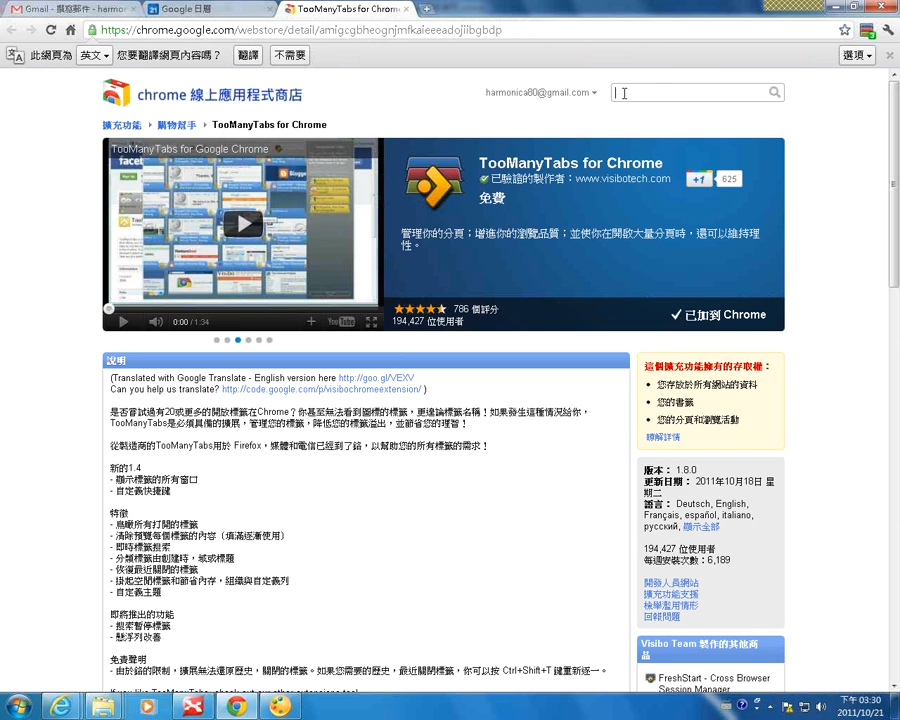 Gmail - 撰寫郵件 - harmor
Google 日曆
TooManyTabs for Chrom
https://chrome.google.com/webstore/detail/amigcgbheognjmfkaieeeadojiibgbdp
此網頁為 英文 您要翻譯網頁內容嗎？ 翻譯 不需要 選項
chrome 線上應用程式商店
harmonica80@gmail.com
擴充功能 購物幫手 TooManyTabs for Chrome
TooManyTabs for Google Chrome
TooManyTabs for Chrome
已驗證的製作者：www.visibotech.com
+1 625
免費
管理你的分頁；增進你的瀏覽品質；並使你在開啟大量分頁時，還可以維持理
性。
0:00 / 1:34
YouTube
786 個評分
194,427 位使用者
已加到 Chrome
說明
(Translated with Google Translate - English version here http://goo.gl/VEXV
Can you help us translate? http://code.google.com/p/visibochromeextension/ )
是否嘗試過有20或更多的開放標籤在Chrome？你甚至無法看到圖標的標籤，更遑論標籤名稱！如果發生這種情況給你，
TooManyTabs是必須具備的擴展，管理您的標籤，降低您的標籤溢出，並節省您的理智！
從製造商的TooManyTabs用於 Firefox，媒體和電信已經到了鉻，以幫助您的所有標籤的需求！
新的1.4
- 顯示標籤的所有窗口
- 自定義快捷鍵
特徵
- 鳥瞰所有打開的標籤
- 清除預覽每個標籤的內容（填滿逐漸使用）
- 即時標籤搜索
- 分類標籤由創建時，域或標題
- 恢復最近關閉的標籤
- 掛起空閒標籤和節省內存，組織與自定義列
- 自定義主題
即將推出的功能
- 搜索暫停標籤
- 懸浮列改善
免費聲明
- 由於鉻的限制，擴展無法還原歷史，關閉的標籤。如果您需要的歷史，最近關閉標籤，你可以按 Ctrl+Shift+T 鍵重新逐一。
If you like TooManyTabs, check out our other extensions too!
這個擴充功能擁有的存取權：
您存放於所有網站的資料
您的書籤
您的分頁和瀏覽活動
瞭解詳情
版本： 1.8.0
更新日期： 2011年10月18日 星
期二
語言： Deutsch, English,
Français, español, italiano,
русский, 顯示全部
194,427 位使用者
每週安裝次數：6,189
開發人員網站
擴充功能支援
檢舉濫用情形
回報問題
Visibo Team 製作的其他商
品
FreshStart - Cross Browser
Session Manager
下午 03:30
2011/10/21